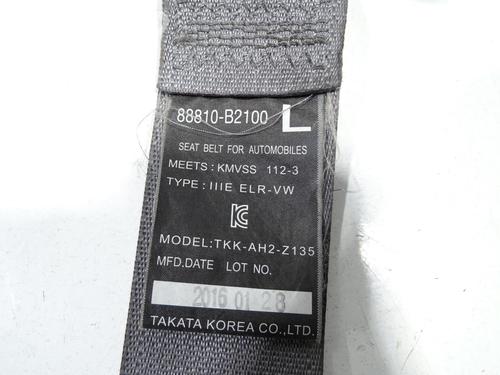 88810-B2100 L
SEAT BELT FOR AUTOMOBILES
MEETS : KMVSS 112-3
TYPE : IIIE ELR-VW
KC
MODEL:TKK-AH2-Z135
MFD.DATE LOT NO.
2016 01 28
TAKATA KOREA CO.,LTD.